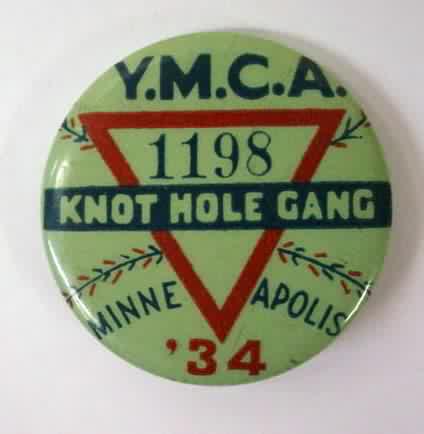 Y.M.C.A.
1198
KNOT HOLE GANG
MINNE APOLIS
'34